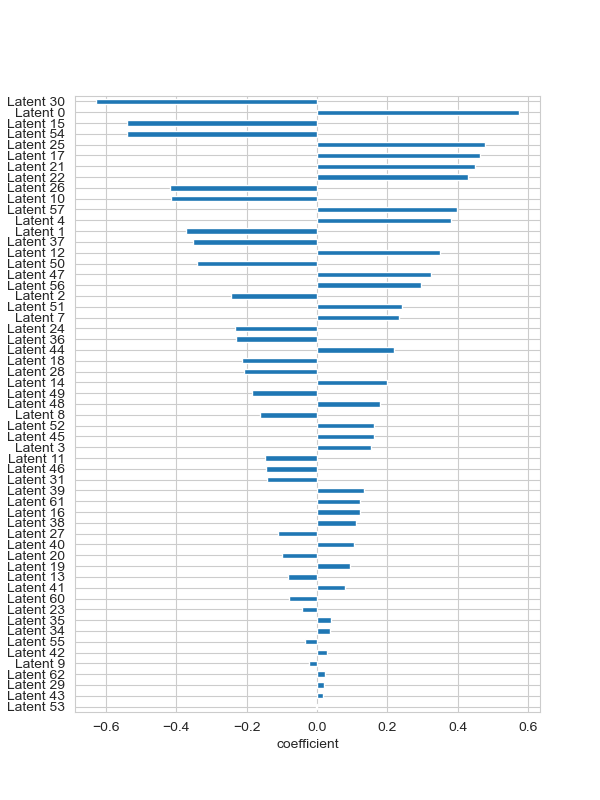 Latent 30
Latent 0
Latent 15
Latent 54
Latent 25
Latent 17
Latent 21
Latent 22
Latent 26
Latent 10
Latent 57
Latent 4
Latent 1
Latent 37
Latent 12
Latent 50
Latent 47
Latent 56
Latent 2
Latent 51
Latent 7
Latent 24
Latent 36
Latent 44
Latent 18
Latent 28
Latent 14
Latent 49
Latent 48
Latent 8
Latent 52
Latent 45
Latent 3
Latent 11
Latent 46
Latent 31
Latent 39
Latent 61
Latent 16
Latent 38
Latent 27
Latent 40
Latent 20
Latent 19
Latent 13
Latent 41
Latent 60
Latent 23
Latent 35
Latent 34
Latent 55
Latent 42
Latent 9
Latent 62
Latent 29
Latent 43
Latent 53
−0.6 −0.4 −0.2 0.0 0.2 0.4 0.6
coefficient